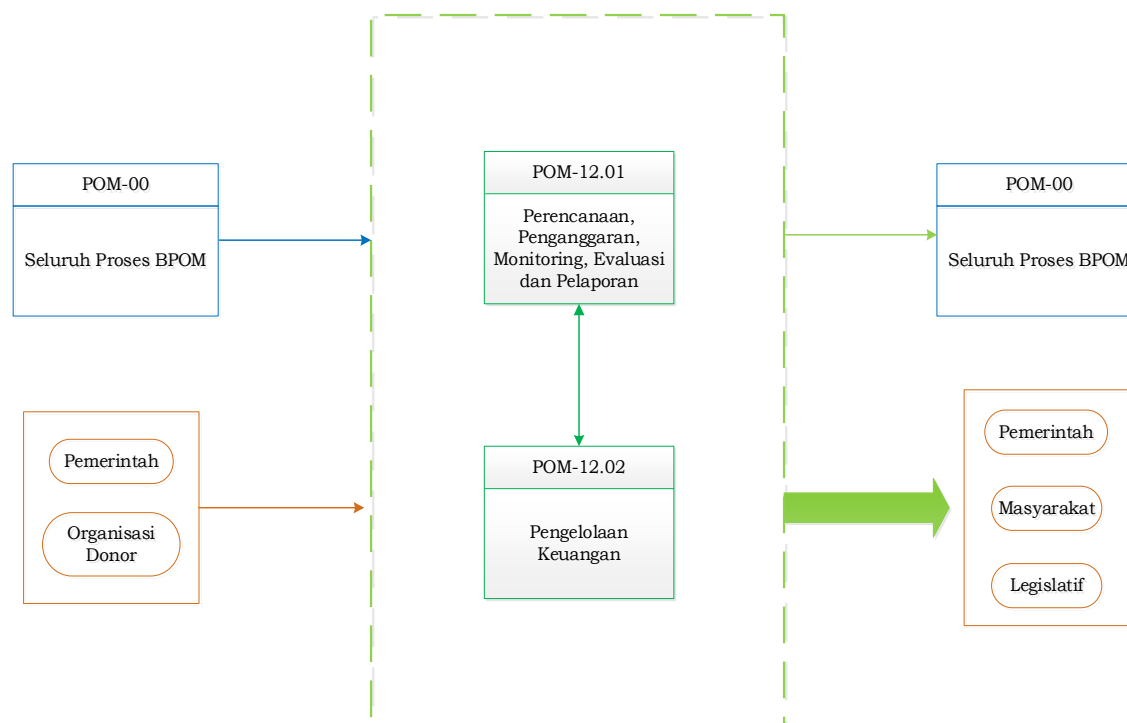 POM-00
Seluruh Proses BPOM
Pemerintah
Organisasi
Donor
POM-12.01
Perencanaan,
Penganggaran,
Monitoring, Evaluasi
dan Pelaporan
POM-12.02
Pengelolaan
Keuangan
POM-00
Seluruh Proses BPOM
Pemerintah
Masyarakat
Legislatif